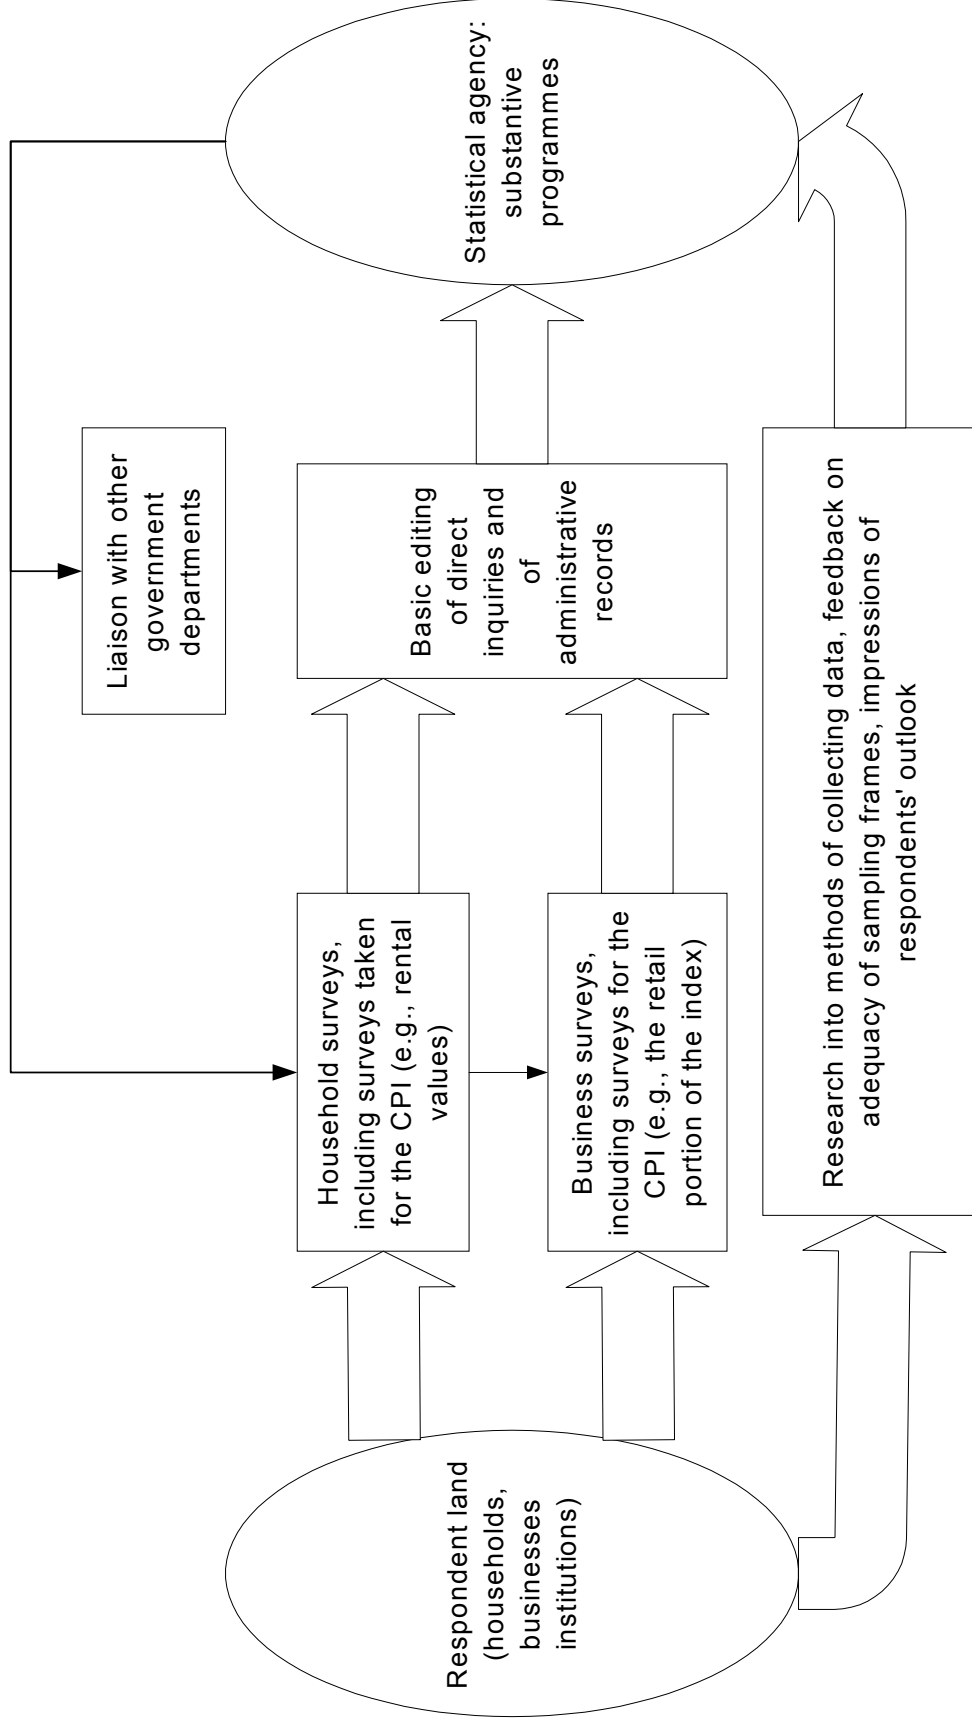 Liaison with other
government
departments
Respondent land
(households,
businesses
institutions)
Household surveys,
including surveys taken
for the CPI (e.g., rental
values)
Business surveys,
including surveys for the
CPI (e.g., the retail
portion of the index)
Basic editing
of direct
inquiries and
of
administrative
records
Statistical agency:
substantive
programmes
Research into methods of collecting data, feedback on
adequacy of sampling frames, impressions of
respondents' outlook